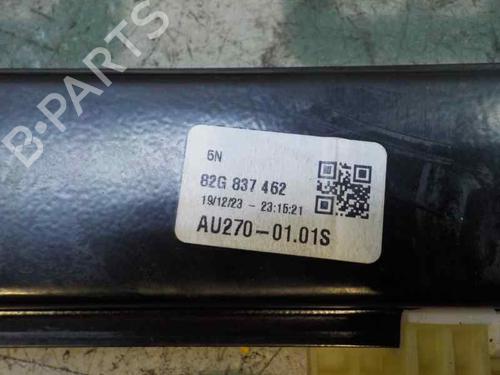 B-PARTS
5N
82G 837 462
19/12/23 - 23:15:21
AU270-01.01S